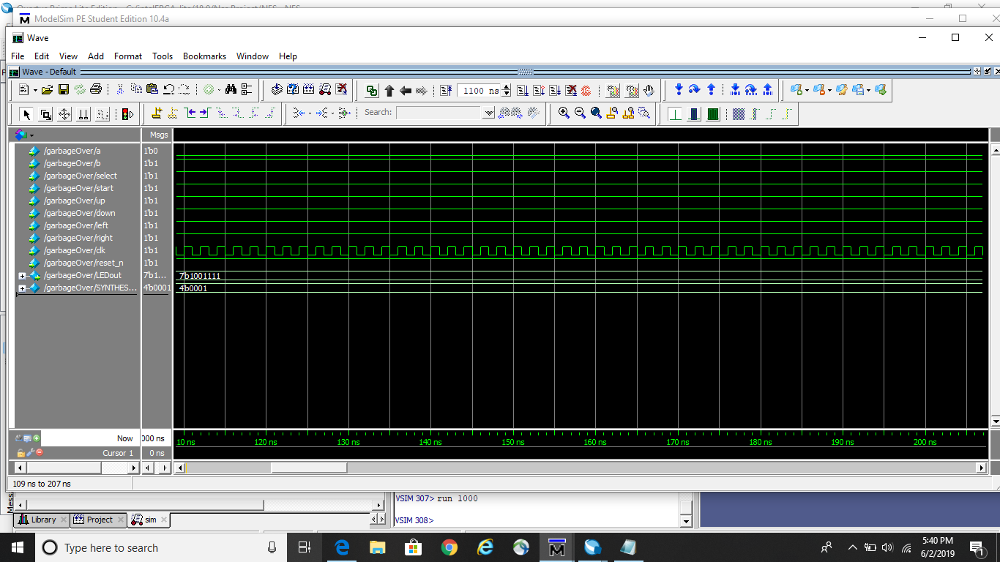 ModelSim PE Student Edition 10.4a
Wave
File Edit View Add Format Tools Bookmarks Window Help
Wave - Default
1100 ns
Search:
Msgs
/garbageOver/a 1'b0
/garbageOver/b 1'b1
/garbageOver/select 1'b1
/garbageOver/start 1'b1
/garbageOver/up 1'b1
/garbageOver/down 1'b1
/garbageOver/left 1'b1
/garbageOver/right 1'b1
/garbageOver/clk 1'b1
/garbageOver/reset_n 1'b1
/garbageOver/LEDout 7'b1... 7'b1001111
/garbageOver/SYNTHES... 4'b0001 4'b0001
Now 000 ns 10 ns 120 ns 130 ns 140 ns 150 ns 160 ns 170 ns 180 ns 190 ns 200 ns
Cursor 1 0 ns
109 ns to 207 ns
VSIM 307> run 1000
VSIM 308>
Library Project sim
Type here to search
5:40 PM
6/2/2019
1